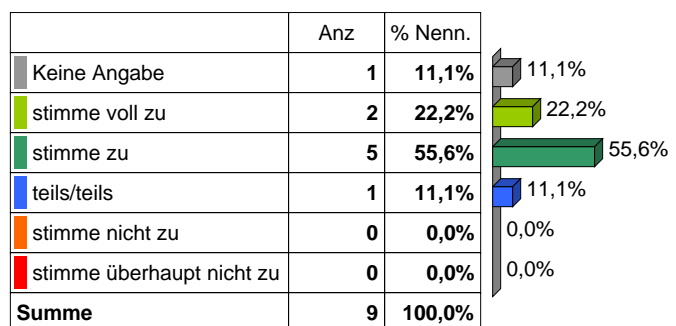 Anz % Nenn.
Keine Angabe 1 11,1% 11,1%
stimme voll zu 2 22,2% 22,2%
stimme zu 5 55,6% 55,6%
teils/teils 1 11,1% 11,1%
stimme nicht zu 0 0,0% 0,0%
stimme überhaupt nicht zu 0 0,0% 0,0%
Summe 9 100,0%